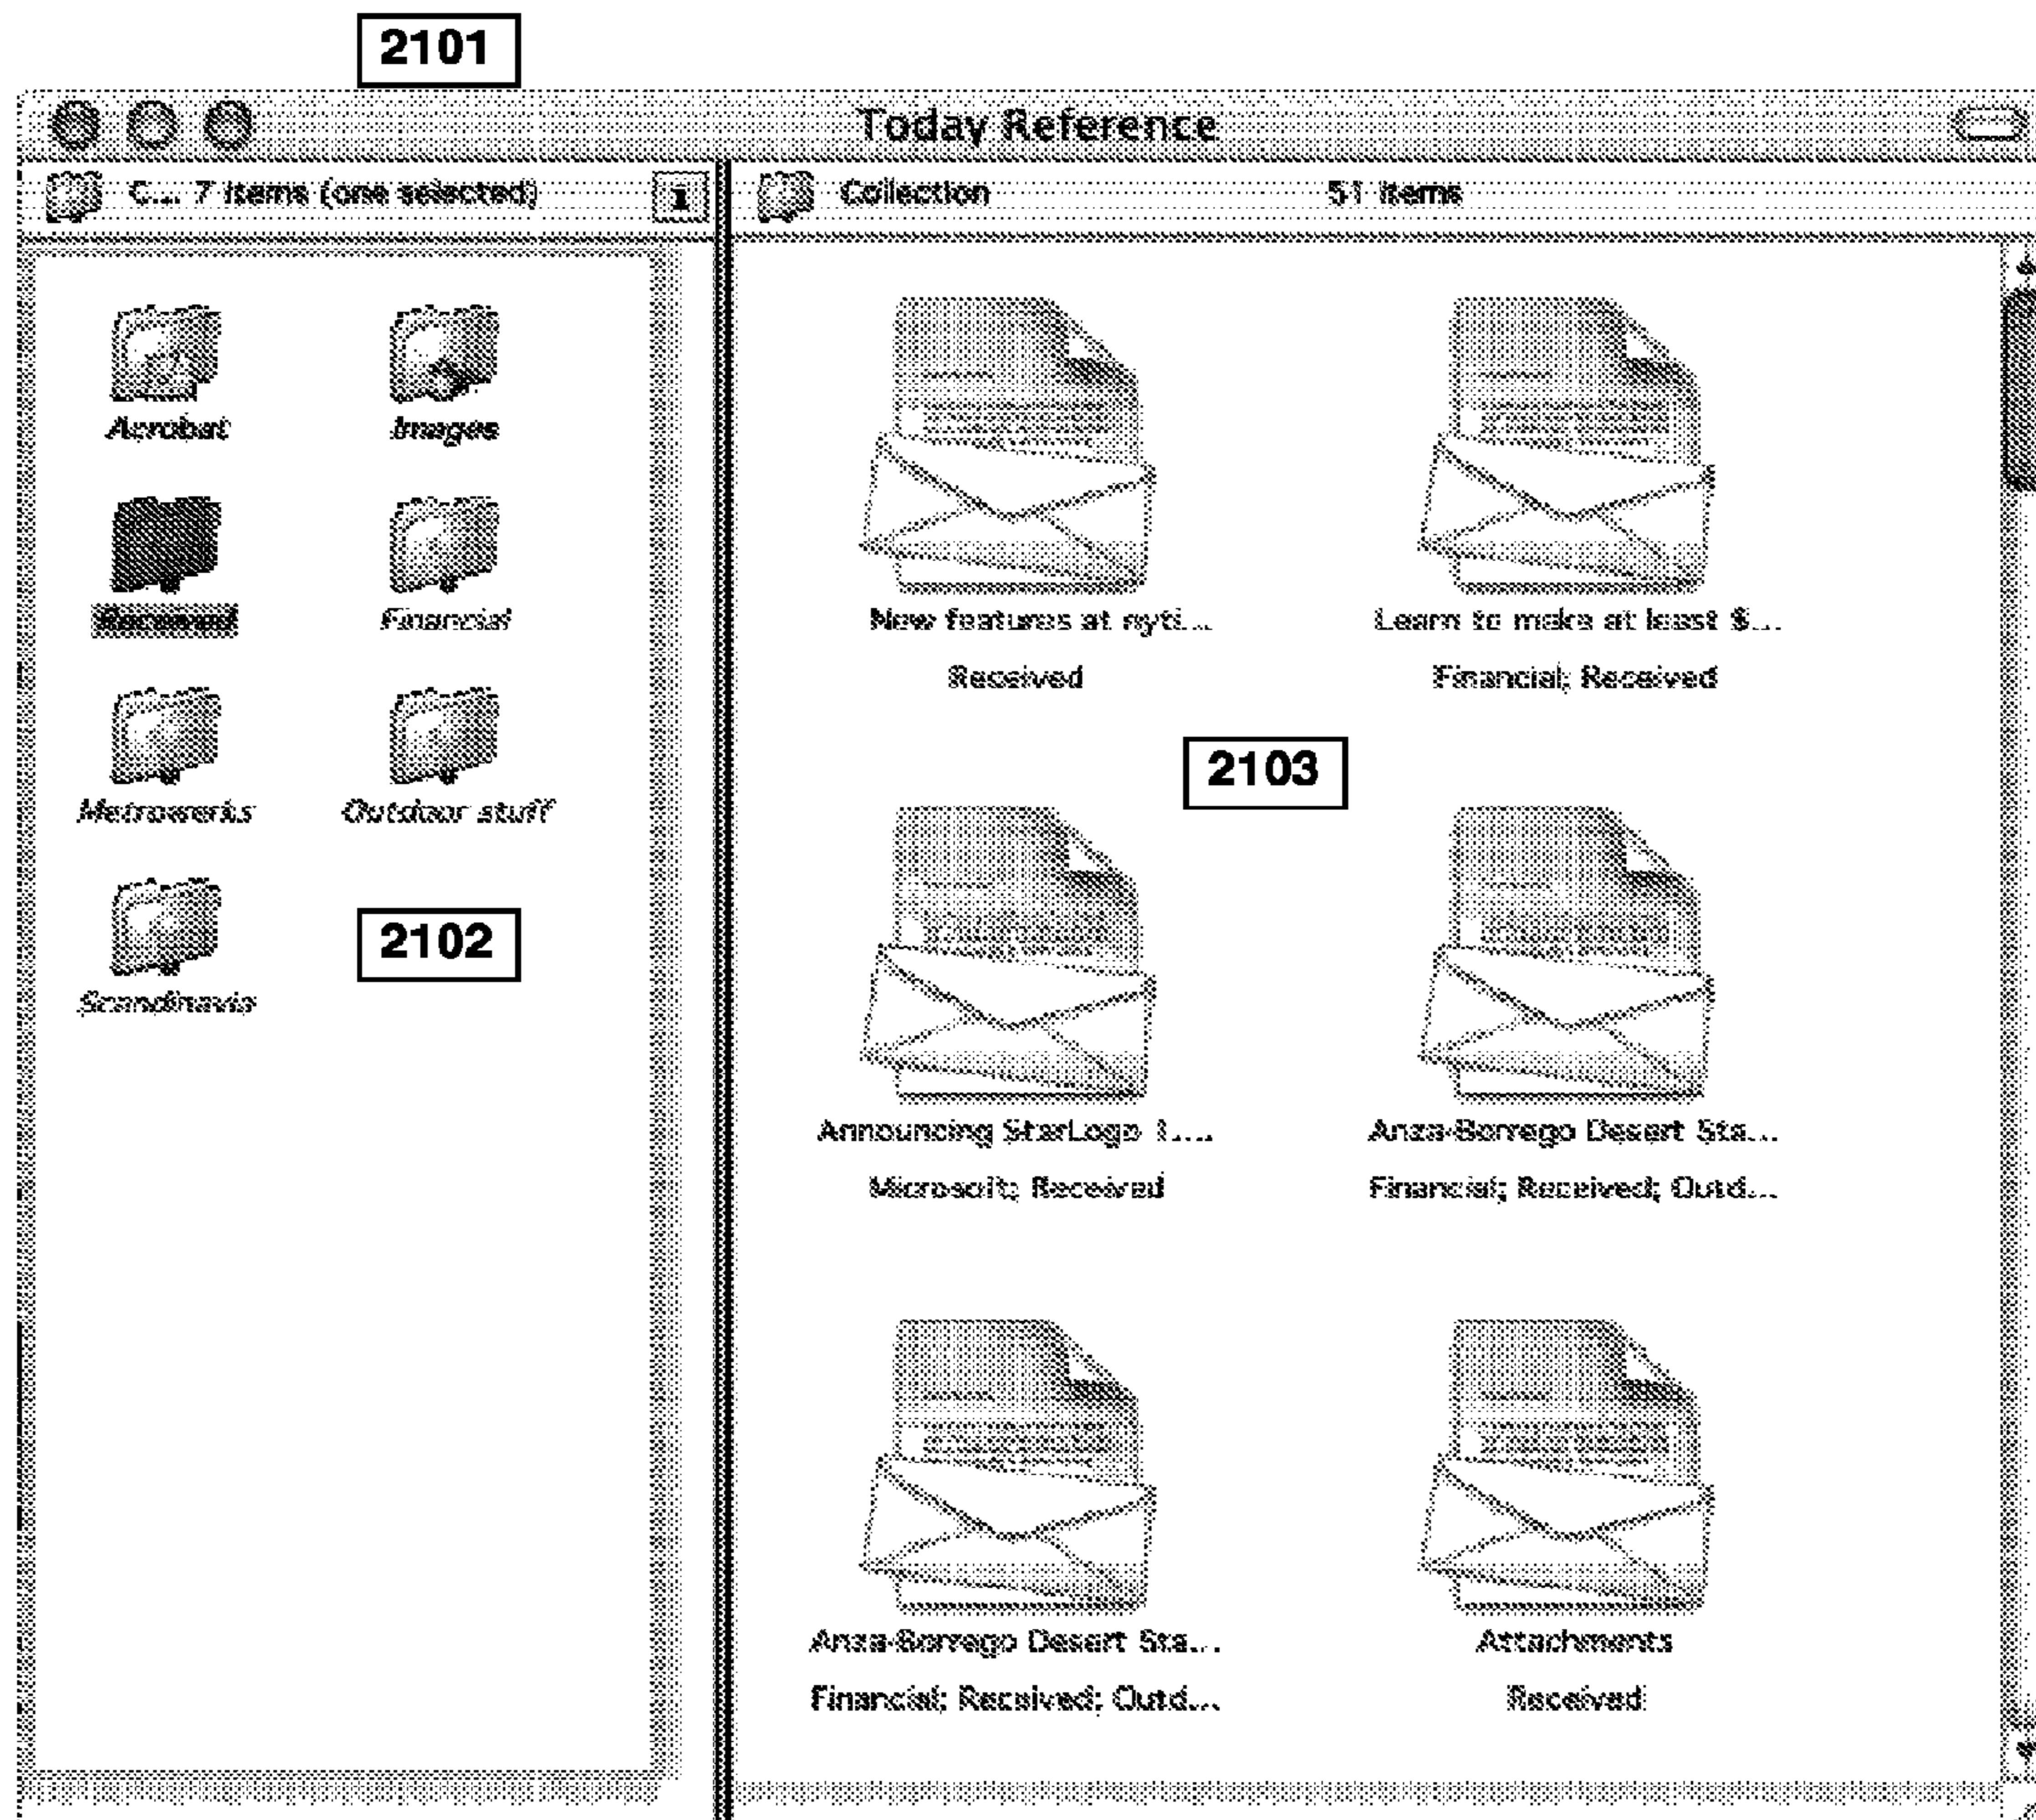 2101
Today Reference
C... 7 items (one selected)
Collection 51 items
Acrobat Images
Received Financial
Metrowerks Outdoor stuff
Scandinavia
2102
New features at nyti... Learn to make at least $...
Received Financial; Received
2103
Announcing StarLogo 1.... Anza-Borrego Desert Sta...
Microsoft; Received Financial; Received; Outd...
Anza-Borrego Desert Sta... Attachments
Financial; Received; Outd... Received